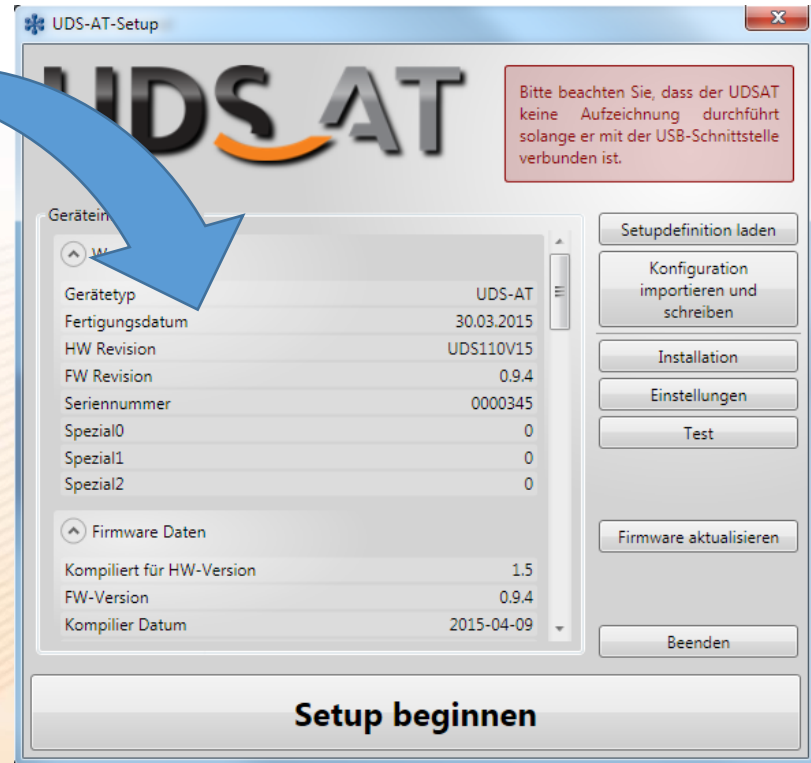 UDS-AT-Setup
UDS AT
Bitte beachten Sie, dass der UDSAT
keine Aufzeichnung durchführt
solange er mit der USB-Schnittstelle
verbunden ist.
Setupdefinition laden
Konfiguration
importieren und
schreiben
Installation
Einstellungen
Test
Firmware aktualisieren
Beenden
Gerätetyp UDS-AT
Fertigungsdatum 30.03.2015
HW Revision UDS110V15
FW Revision 0.9.4
Seriennummer 0000345
Spezial0 0
Spezial1 0
Spezial2 0
Firmware Daten
Kompiliert für HW-Version 1.5
FW-Version 0.9.4
Kompilier Datum 2015-04-09
Setup beginnen